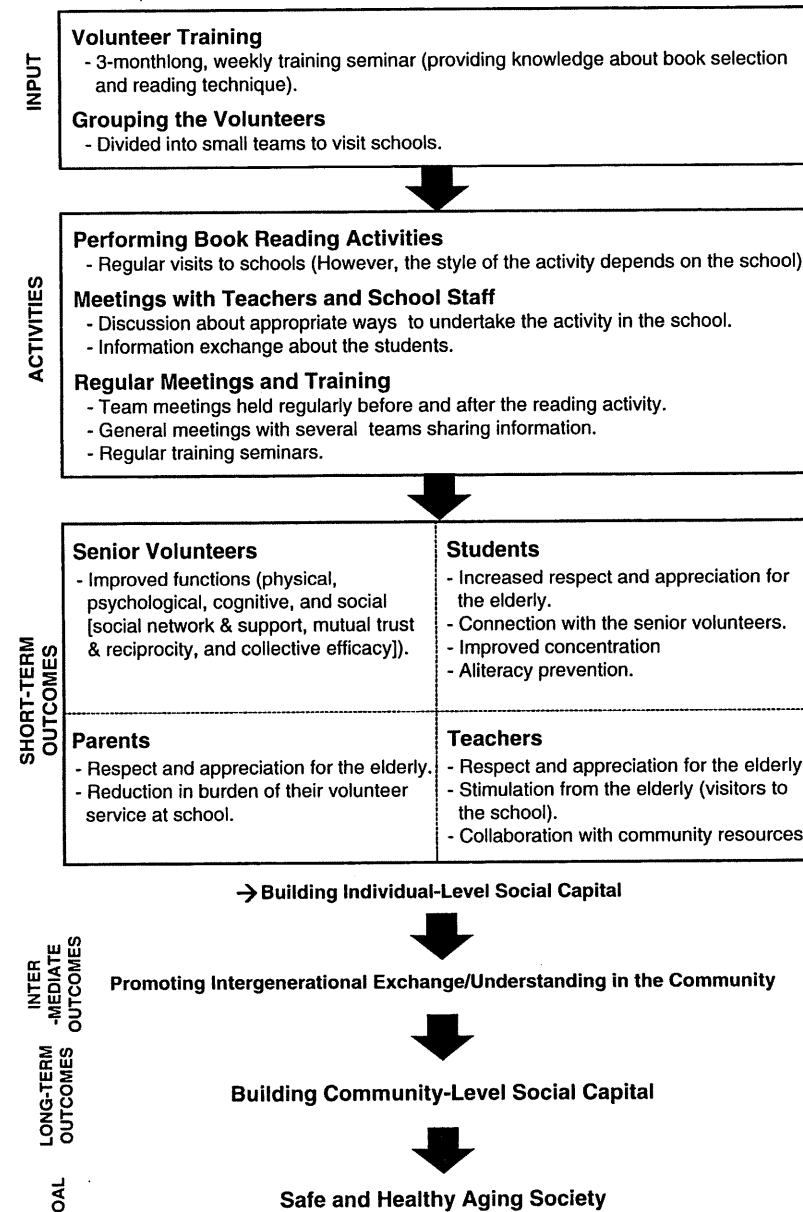 INPUT
Volunteer Training
- 3-monthlong, weekly training seminar (providing knowledge about book selection
and reading technique).
Grouping the Volunteers
- Divided into small teams to visit schools.
ACTIVITIES
Performing Book Reading Activities
- Regular visits to schools (However, the style of the activity depends on the school)
Meetings with Teachers and School Staff
- Discussion about appropriate ways to undertake the activity in the school.
- Information exchange about the students.
Regular Meetings and Training
- Team meetings held regularly before and after the reading activity.
- General meetings with several teams sharing information.
- Regular training seminars.
SHORT-TERM
OUTCOMES
Senior Volunteers
- Improved functions (physical,
psychological, cognitive, and social
[social network & support, mutual trust
& reciprocity, and collective efficacy]).
Students
- Increased respect and appreciation for
the elderly.
- Connection with the senior volunteers.
- Improved concentration
- Aliteracy prevention.
Parents
- Respect and appreciation for the elderly.
- Reduction in burden of their volunteer
service at school.
Teachers
- Respect and appreciation for the elderly
- Stimulation from the elderly (visitors to
the school).
- Collaboration with community resources
→ Building Individual-Level Social Capital
INTER
-MEDIATE
OUTCOMES
Promoting Intergenerational Exchange/Understanding in the Community
LONG-TERM
OUTCOMES
Building Community-Level Social Capital
OAL
Safe and Healthy Aging Society